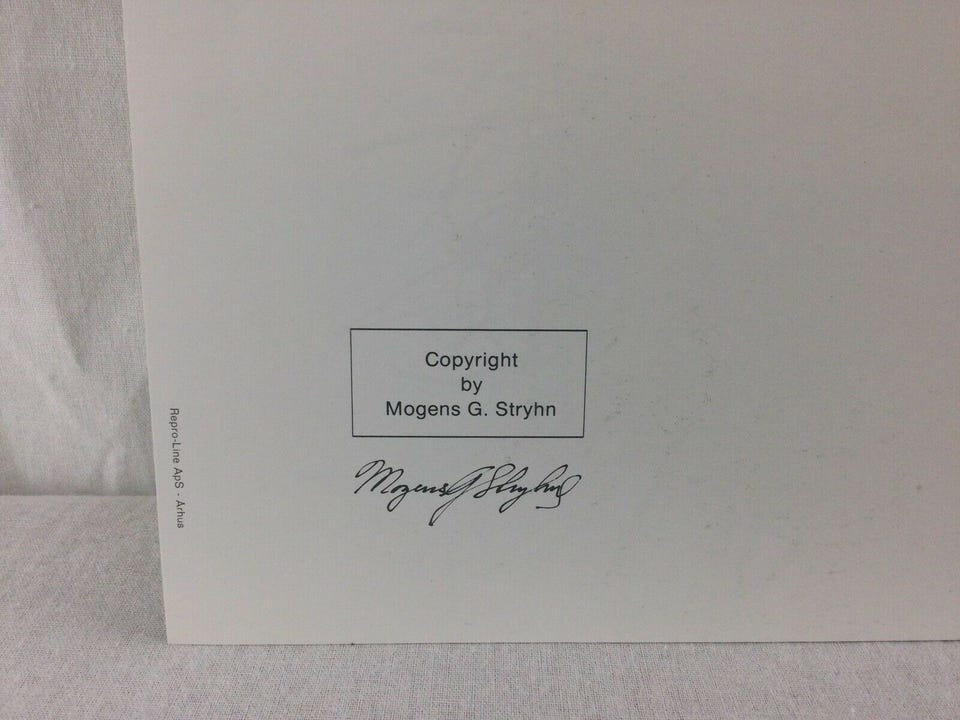 Copyright
by
Mogens G. Stryhn
Mogens G Stryhn
Repro-Line ApS - Århus